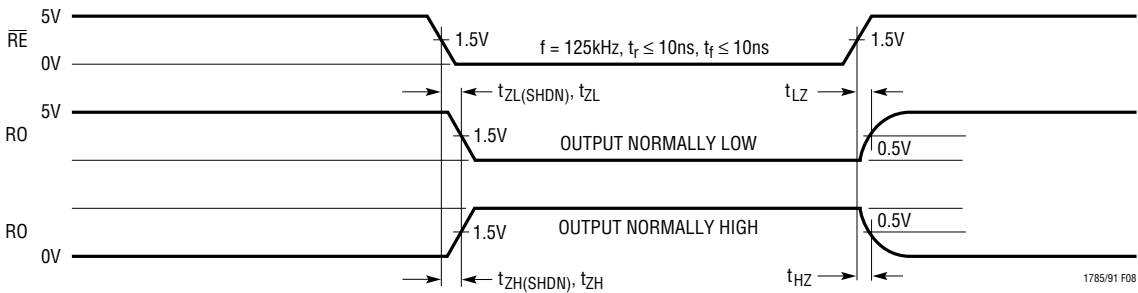 5V
R̅E̅
1.5V
f = 125kHz, tr ≤ 10ns, tf ≤ 10ns
1.5V
0V
tZL(SHDN), tZL
tLZ
5V
RO
1.5V
OUTPUT NORMALLY LOW
0.5V
RO
1.5V
OUTPUT NORMALLY HIGH
0.5V
0V
tZH(SHDN), tZH
tHZ
1785/91 F08